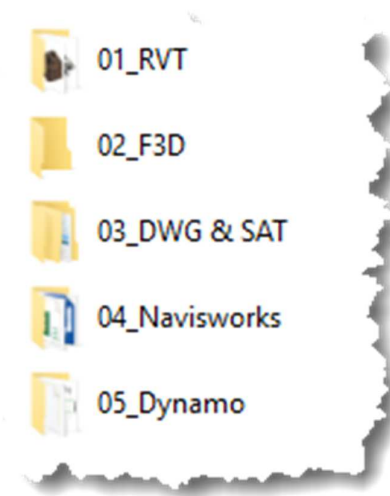 01_RVT
02_F3D
03_DWG & SAT
04_Navisworks
05_Dynamo